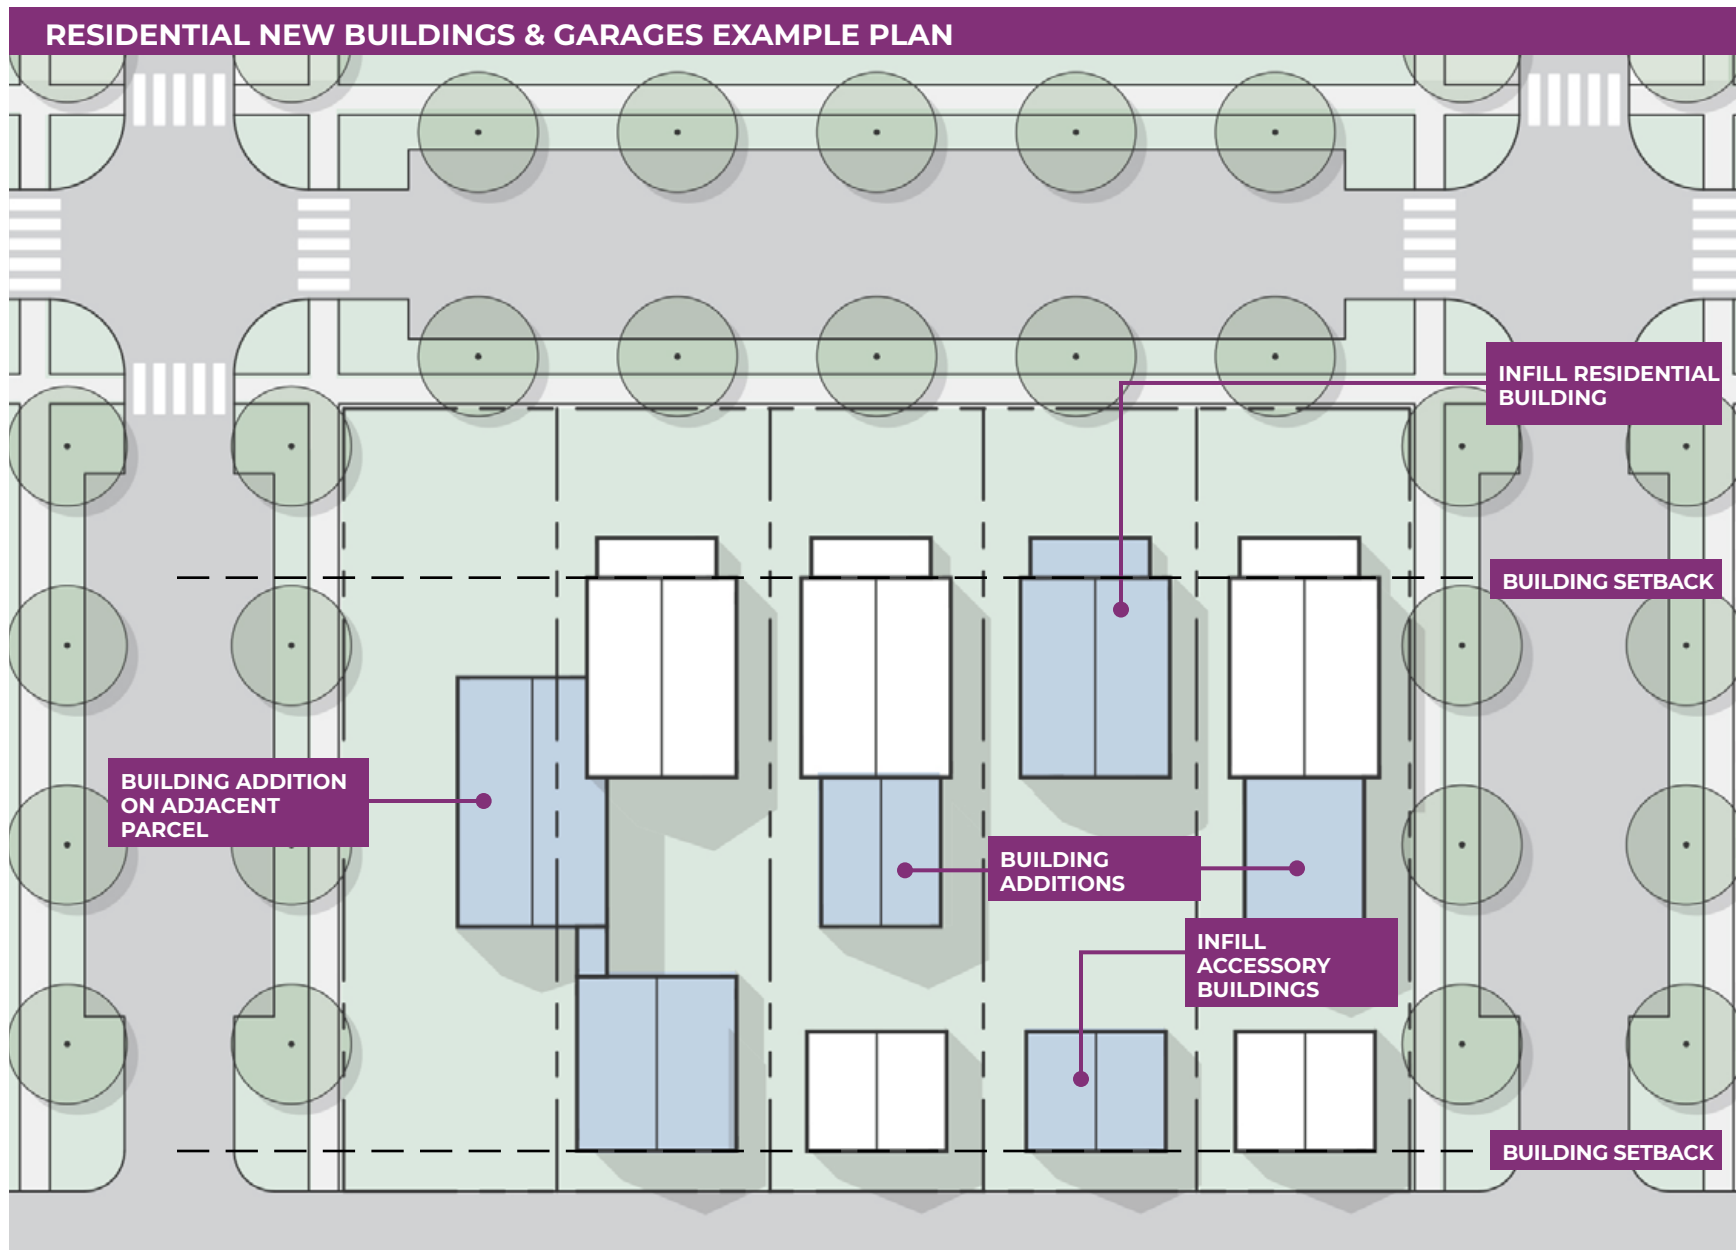 RESIDENTIAL NEW BUILDINGS & GARAGES EXAMPLE PLAN
INFILL RESIDENTIAL
BUILDING
BUILDING SETBACK
BUILDING ADDITION
ON ADJACENT
PARCEL
BUILDING
ADDITIONS
INFILL
ACCESSORY
BUILDINGS
BUILDING SETBACK